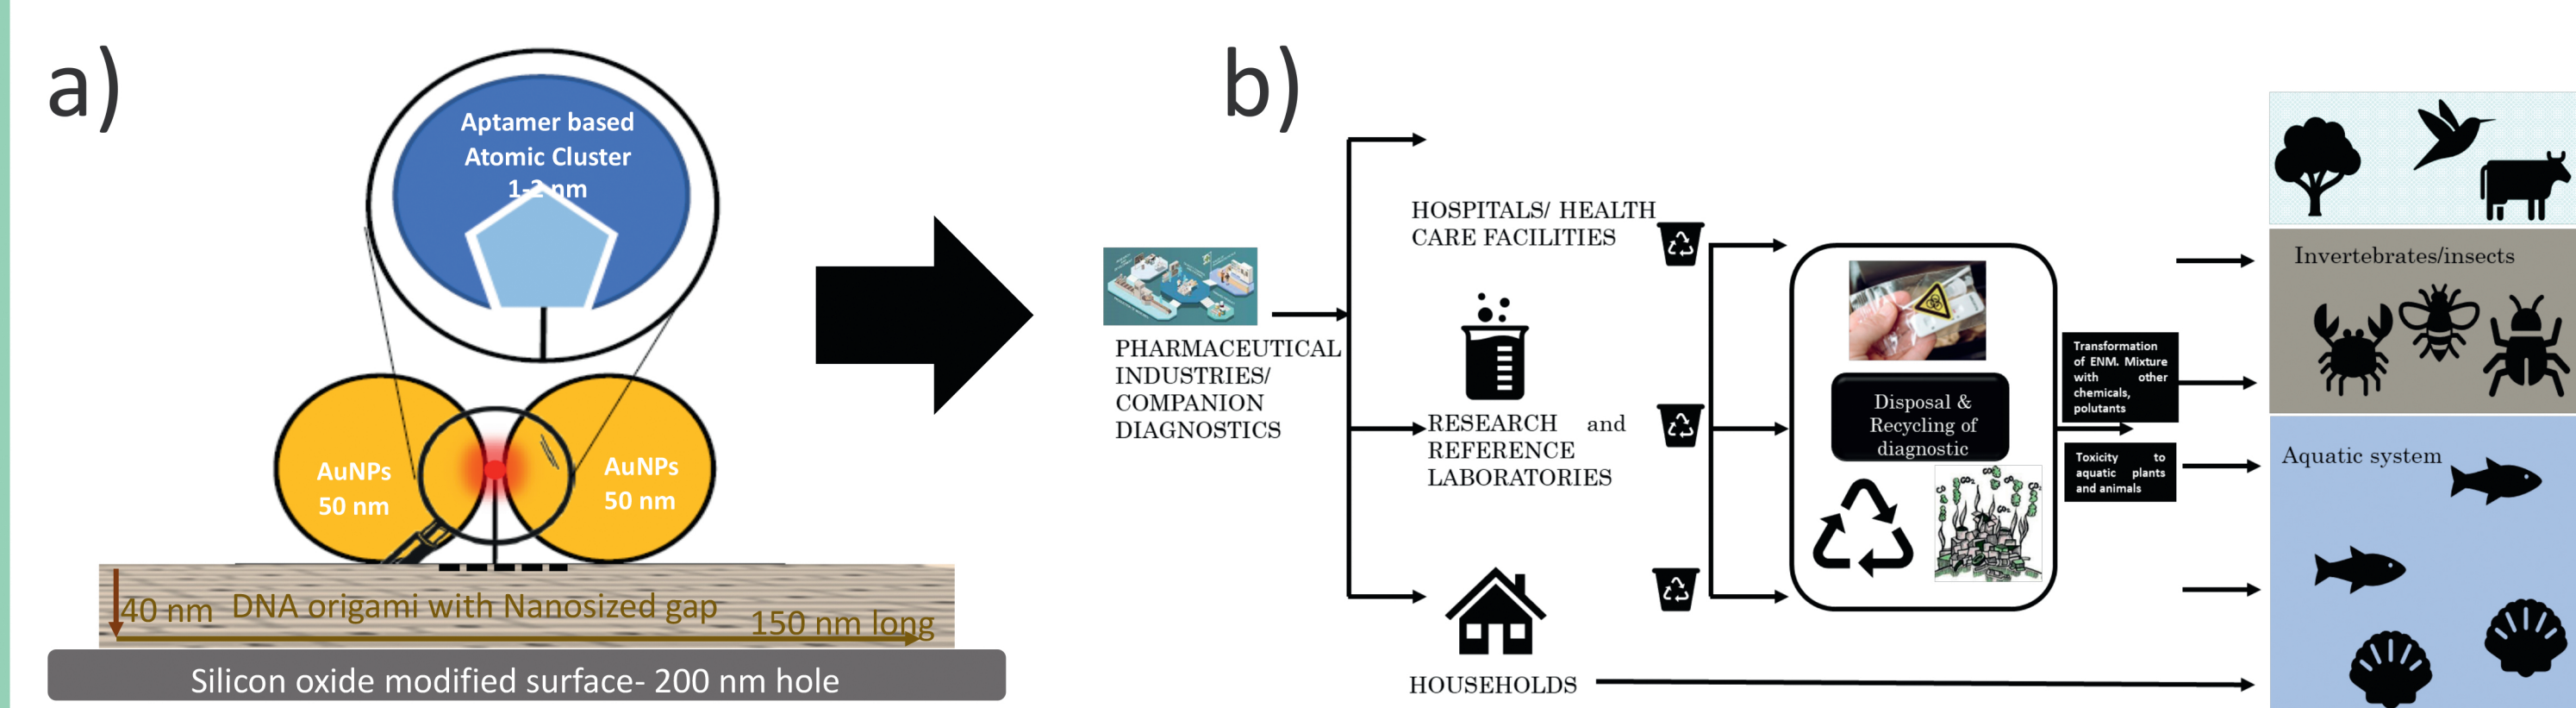 a)
Aptamer based
Atomic Cluster
1-2 nm
AuNPs
50 nm
AuNPs
50 nm
40 nm
DNA origami with Nanosized gap
150 nm long
Silicon oxide modified surface- 200 nm hole
b)
PHARMACEUTICAL
INDUSTRIES/
COMPANION
DIAGNOSTICS
HOSPITALS/ HEALTH
CARE FACILITIES
RESEARCH and
REFERENCE
LABORATORIES
HOUSEHOLDS
Disposal &
Recycling of
diagnostic
Transformation
of ENM. Mixture
with other
chemicals,
polutants
Toxicity to
aquatic plants
and animals
Invertebrates/insects
Aquatic system